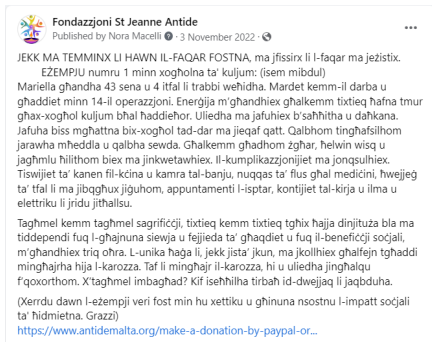 Fondazzjoni St Jeanne Antide
Published by Nora Macelli · 3 November 2022 ·
JEKK MA TEMMINX LI HAWN IL-FAQAR FOSTNA, ma jfissirx li l-faqar ma jeżistix.
EŻEMPJU numru 1 minn xogħolna ta' kuljum: (isem mibdul)
Mariella għandha 43 sena u 4 itfal li trabbi weħidha. Mardet kemm-il darba u
għaddiet minn 14-il operazzjoni. Enerġija m'għandhiex għalkemm tixtieq ħafna tmur
għax-xogħol kuljum bħal ħaddieħor. Uliedha ma jafuhiex b'saħħitha u daħkana.
Jafuha biss mgħattna bix-xogħol tad-dar ma jieqaf qatt. Qalbhom tingħafsilhom
jarawha mħeddla u qalbha sewda. Għalkemm għadhom żgħar, ħelwin wisq u
jagħmlu ħilithom biex ma jinkwetawhiex. Il-kumplikazzjonijiet ma jonqsulhiex.
Tiswijiet ta' kanen fil-kċina u kamra tal-banju, nuqqas ta' flus għal mediċini, ħwejjeġ
ta' tfal li ma jibqgħux jiġuhom, appuntamenti l-isptar, kontijiet tal-kirja u ilma u
elettriku li jridu jitħallsu.
Tagħmel kemm tagħmel sagrifiċċji, tixtieq kemm tixtieq tgħix ħajja dinjituża bla ma
tiddependi fuq l-għajnuna siewja u fejjieda ta' għaqdiet u fuq il-benefiċċji soċjali,
m'għandhiex triq oħra. L-unika ħaġa li, jekk jista' jkun, ma jkollhiex għalfejn tgħaddi
mingħajrha hija l-karozza. Taf li mingħajr il-karozza, hi u uliedha jinġħalqu
f'qoxorthom. X'tagħmel imbagħad? Kif iseħħilha tirbaħ id-dwejjaq li jaqbduha.
(Xerrdu dawn l-eżempji veri fost min hu xettiku u għinuna nsostnu l-impatt soċjali
ta' ħidmietna. Grazzi)
https://www.antidemalta.org/make-a-donation-by-paypal-or...